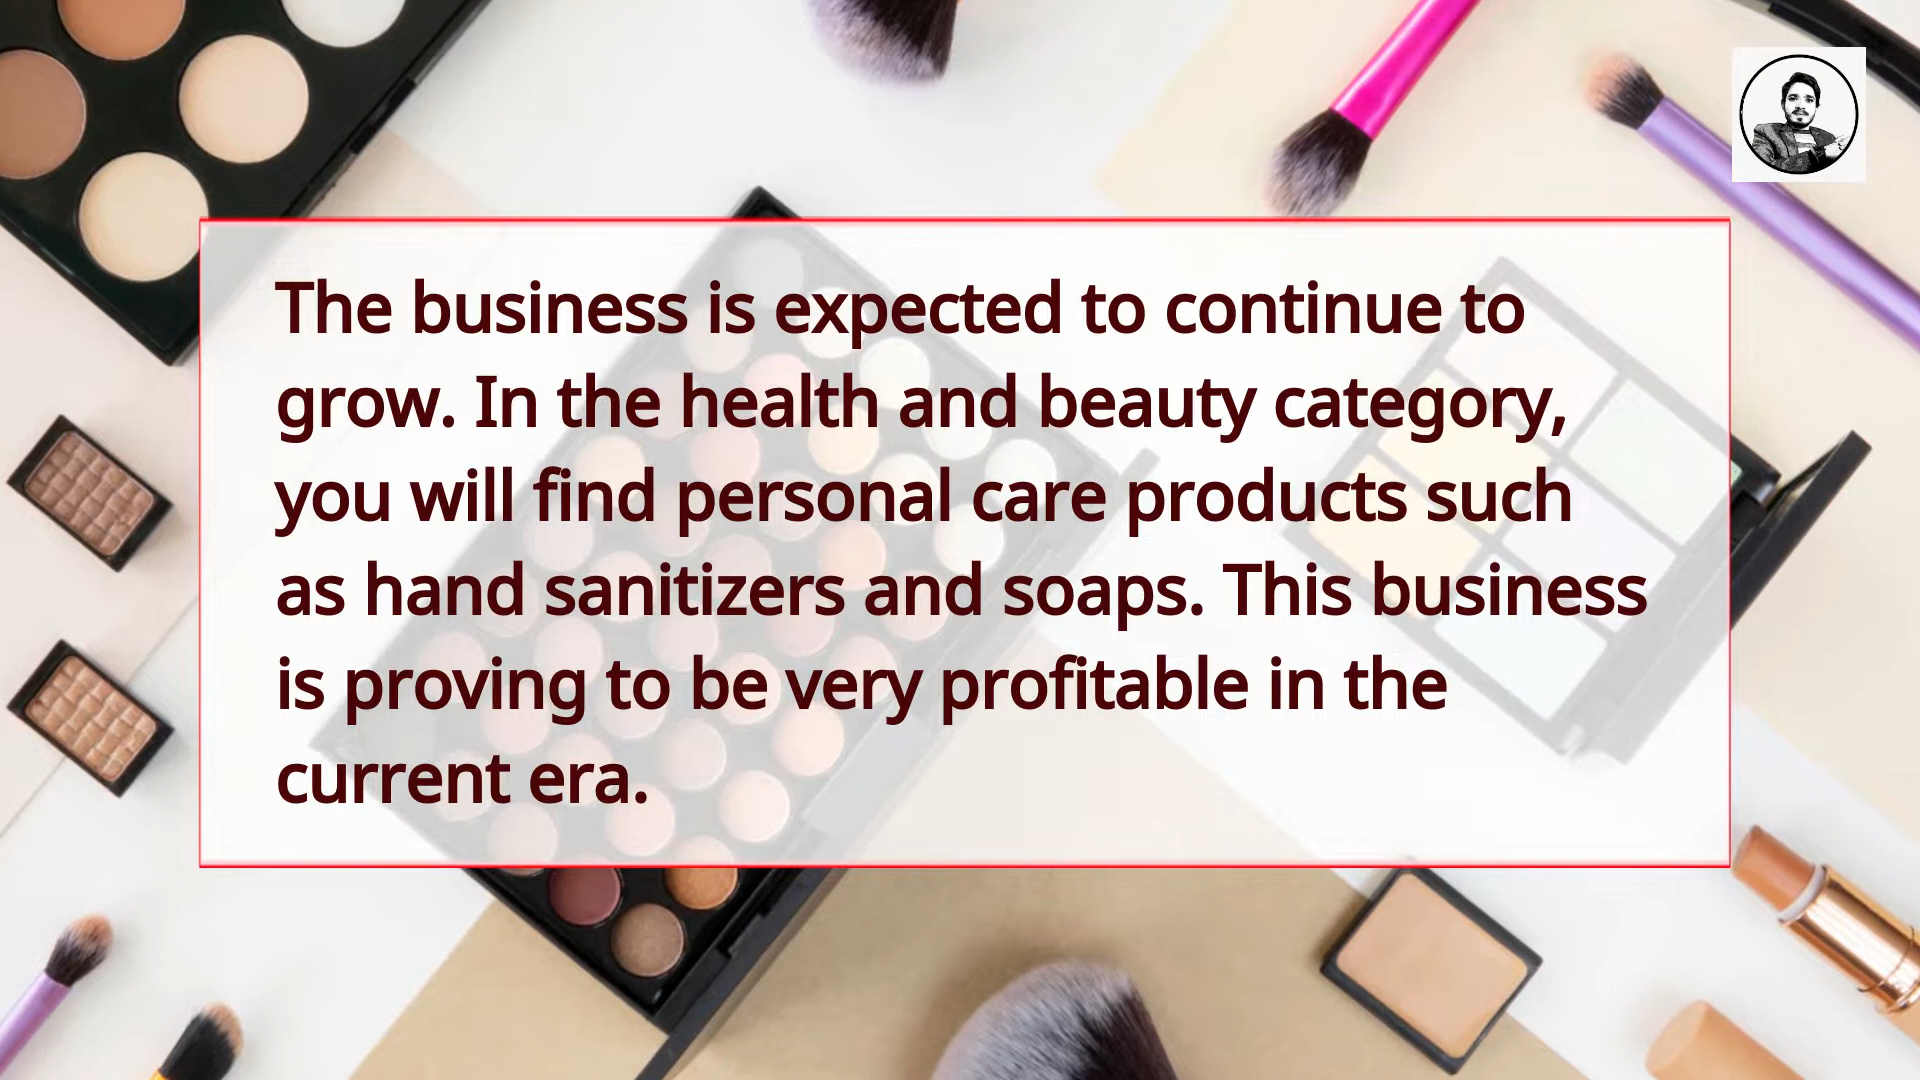 The business is expected to continue to
grow. In the health and beauty category,
you will find personal care products such
as hand sanitizers and soaps. This business
is proving to be very profitable in the
current era.